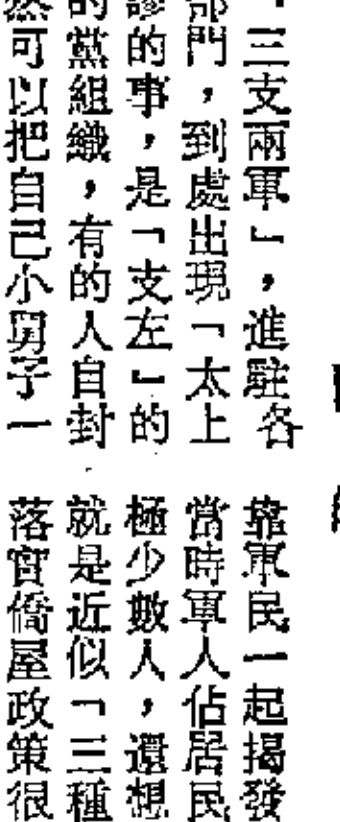 「三支兩軍」，進駐各
部門，到處出現「太上
謬的事，是「支左」的
的黨組織，有的人自封
然可以把自己小舅子一
靠軍民一起揭發
當時軍人佔居民
極少數人，還想
就是近似「三種
落實僑屋政策很